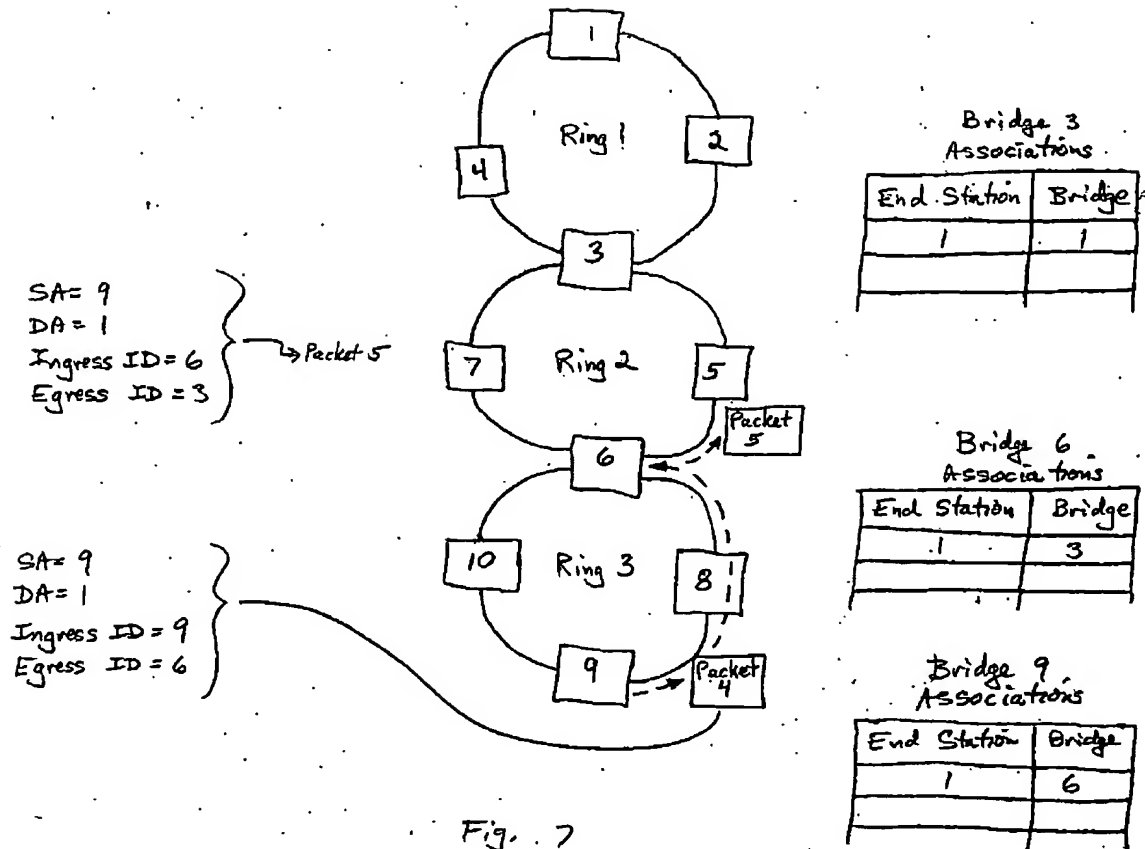 1
Ring 1
2
4
3
Bridge 3
Associations
End Station Bridge
1 1
SA= 9
DA= 1
Ingress ID= 6
Egress ID = 3
Packet 5
7
Ring 2
5
Packet
5
6
Bridge 6
Associations
End Station Bridge
1 3
10
Ring 3
8
SA= 9
DA= 1
Ingress ID= 9
Egress ID = 6
9
Packet
4
Bridge 9
Associations
End Station Bridge
1 6
Fig. 7